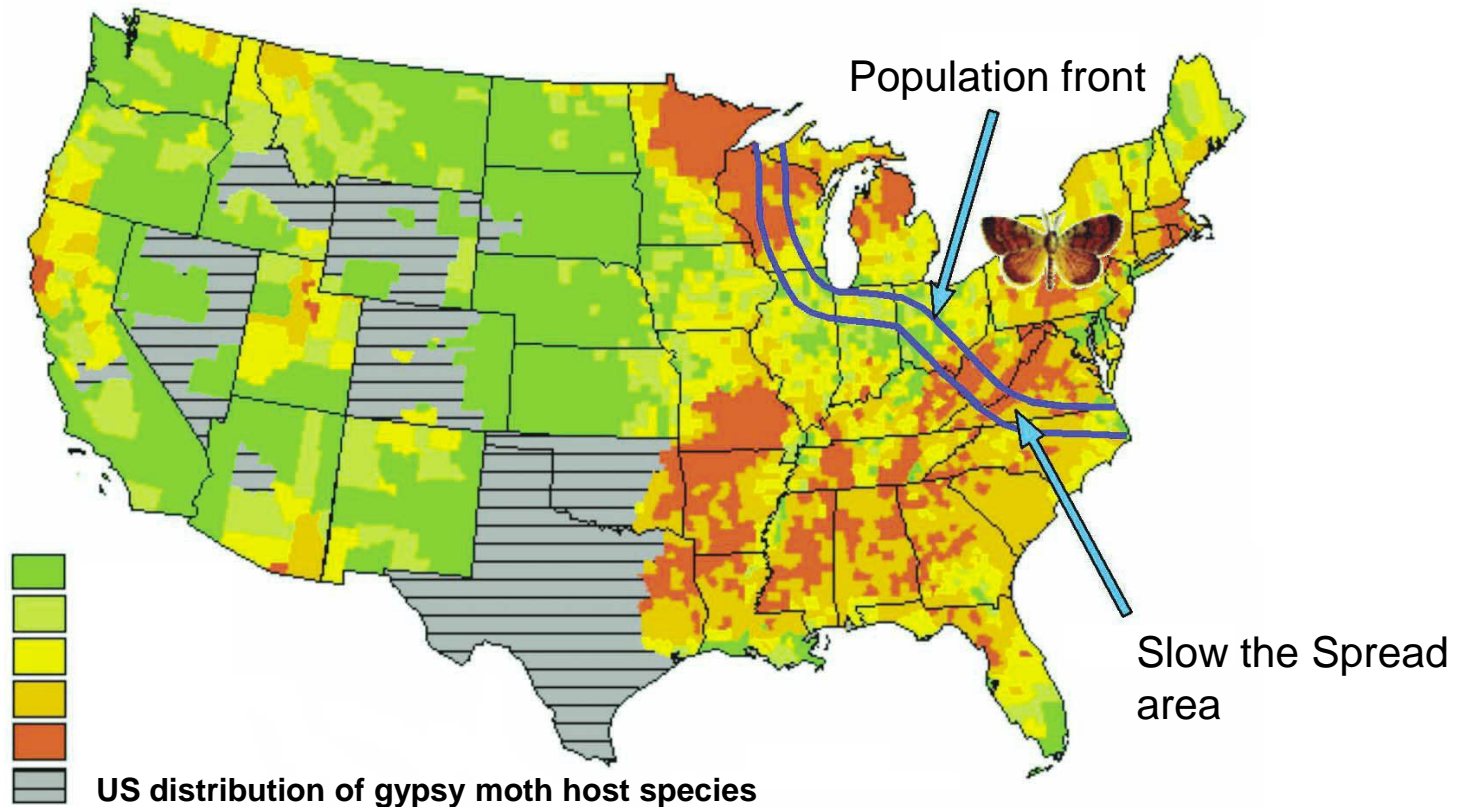 Population front
Slow the Spread
area
US distribution of gypsy moth host species